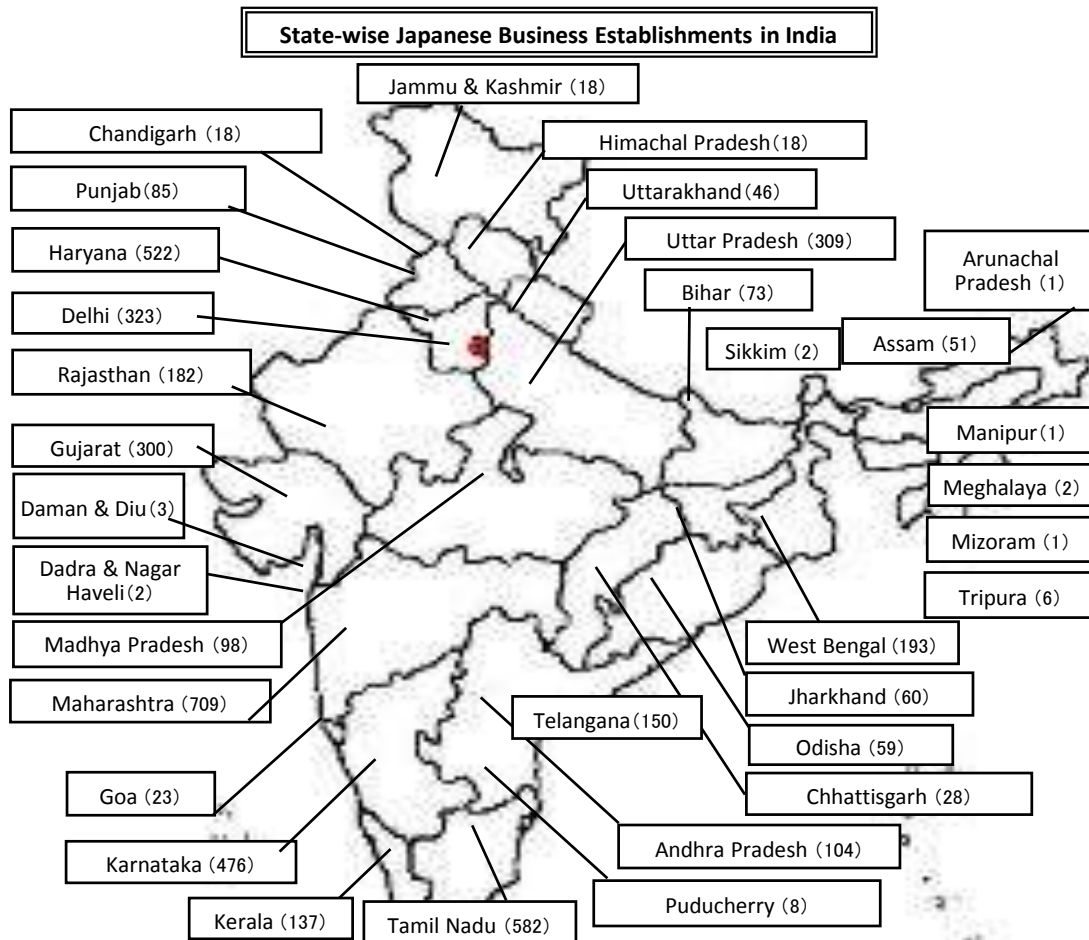 State-wise Japanese Business Establishments in India
Jammu & Kashmir (18)
Chandigarh (18)
Himachal Pradesh(18)
Punjab(85)
Uttarakhand(46)
Haryana (522)
Uttar Pradesh (309)
Arunachal
Pradesh (1)
Bihar (73)
Delhi (323)
Sikkim (2)
Assam (51)
Rajasthan (182)
Gujarat (300)
Manipur(1)
Meghalaya (2)
Daman & Diu(3)
Mizoram (1)
Dadra & Nagar
Haveli(2)
Tripura (6)
Madhya Pradesh (98)
West Bengal (193)
Maharashtra (709)
Jharkhand (60)
Telangana(150)
Odisha (59)
Goa (23)
Chhattisgarh (28)
Karnataka (476)
Andhra Pradesh (104)
Puducherry (8)
Kerala (137)
Tamil Nadu (582)